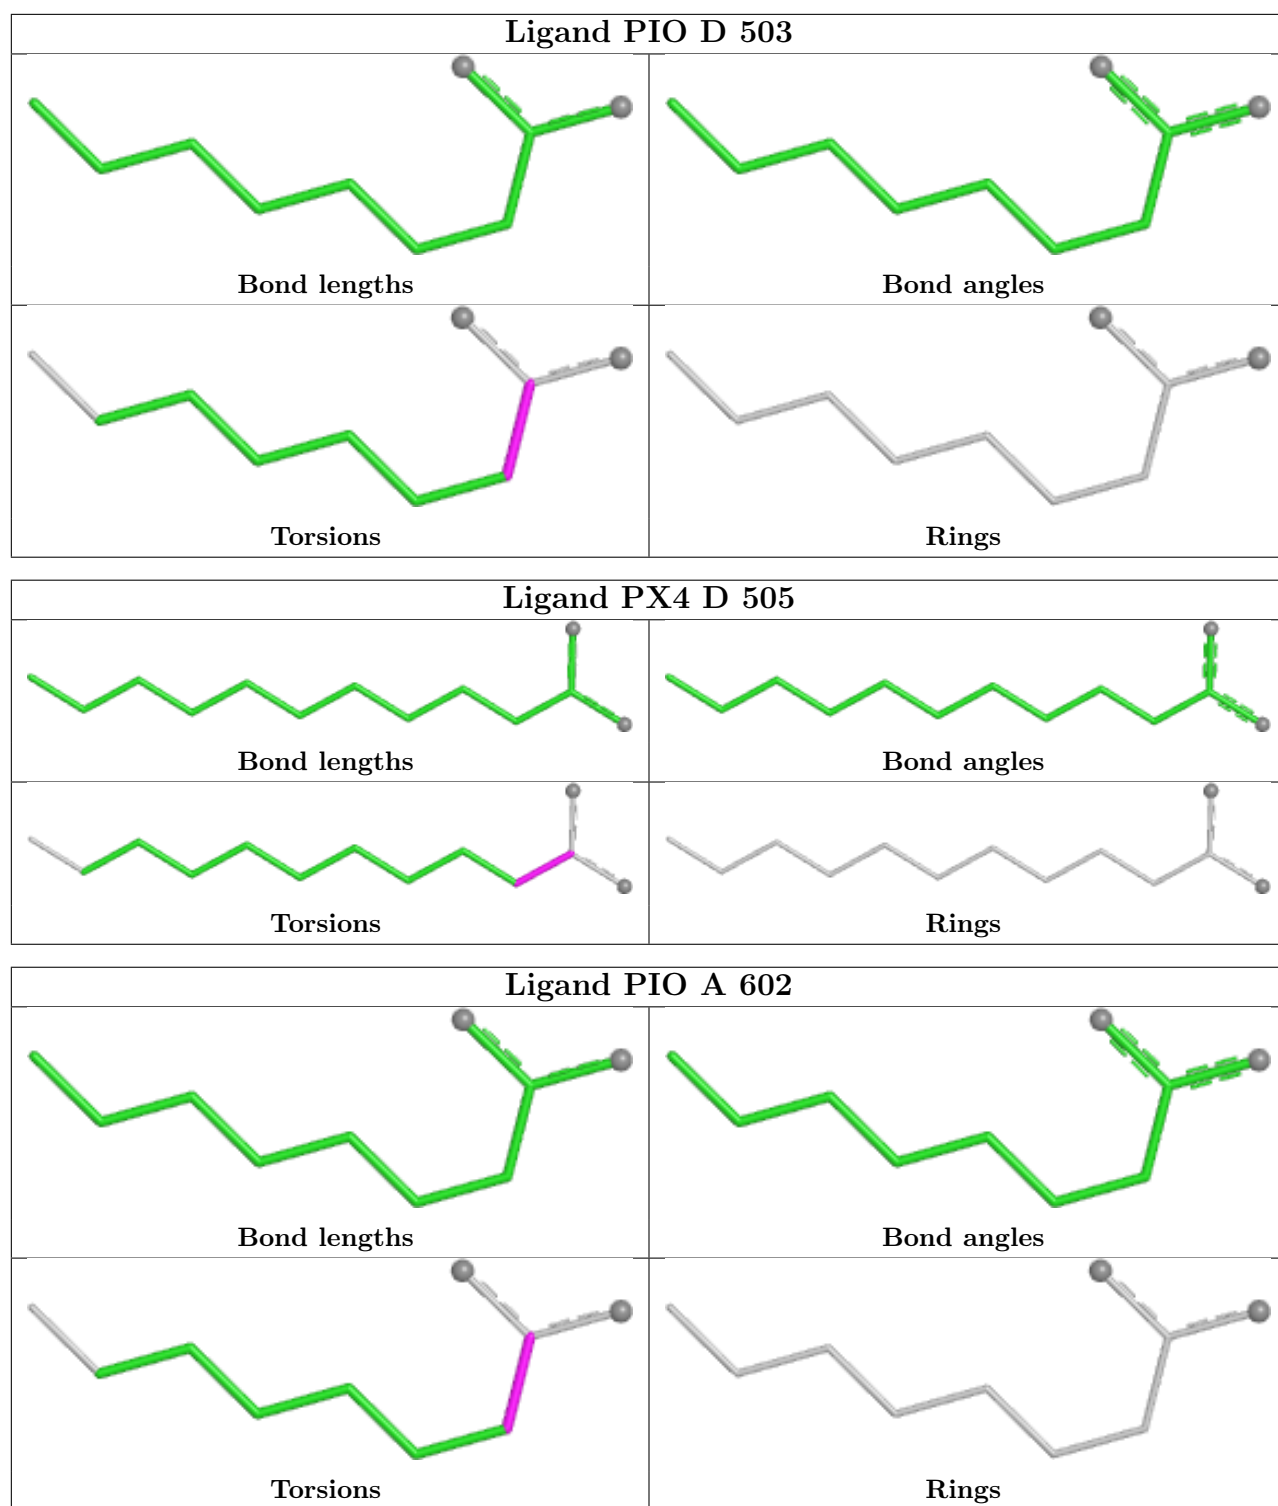 Ligand PIO D 503
Bond lengths
Bond angles
Torsions
Rings
Ligand PX4 D 505
Bond lengths
Bond angles
Torsions
Rings
Ligand PIO A 602
Bond lengths
Bond angles
Torsions
Rings